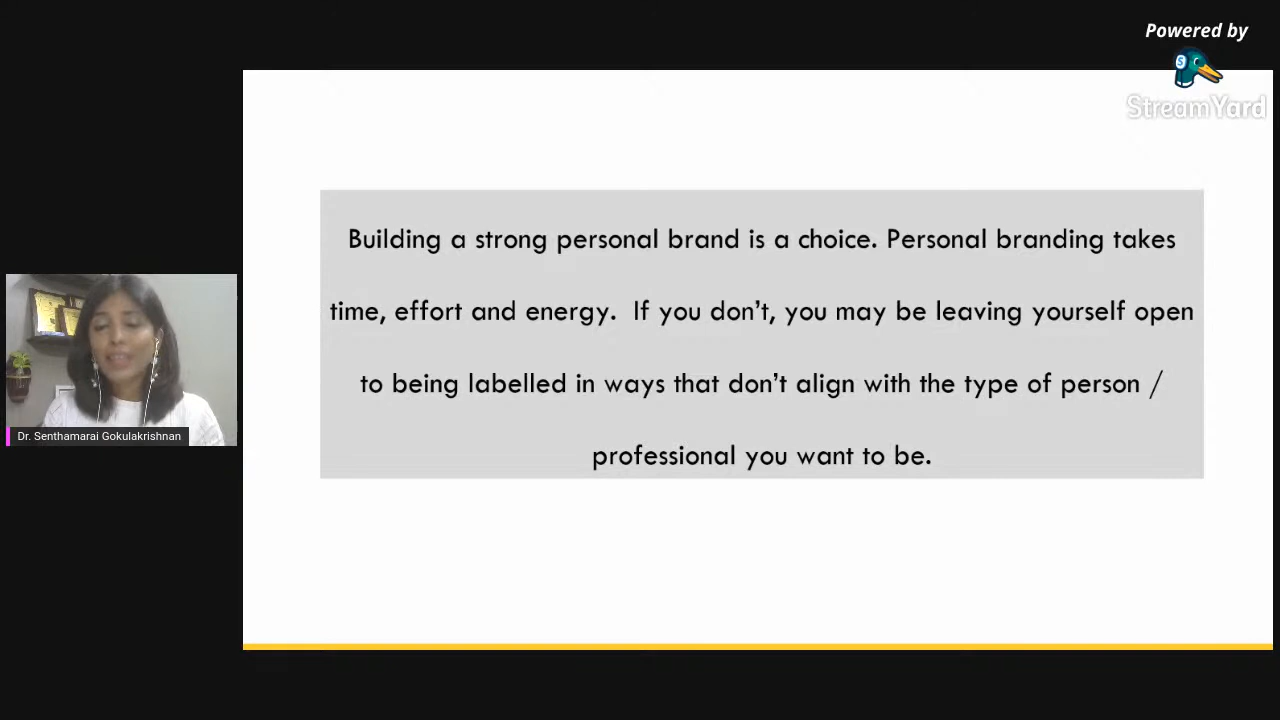 Powered by
StreamYard
Building a strong personal brand is a choice. Personal branding takes
time, effort and energy.  If you don’t, you may be leaving yourself open
to being labelled in ways that don’t align with the type of person /
professional you want to be.
Dr. Senthamarai Gokulakrishnan